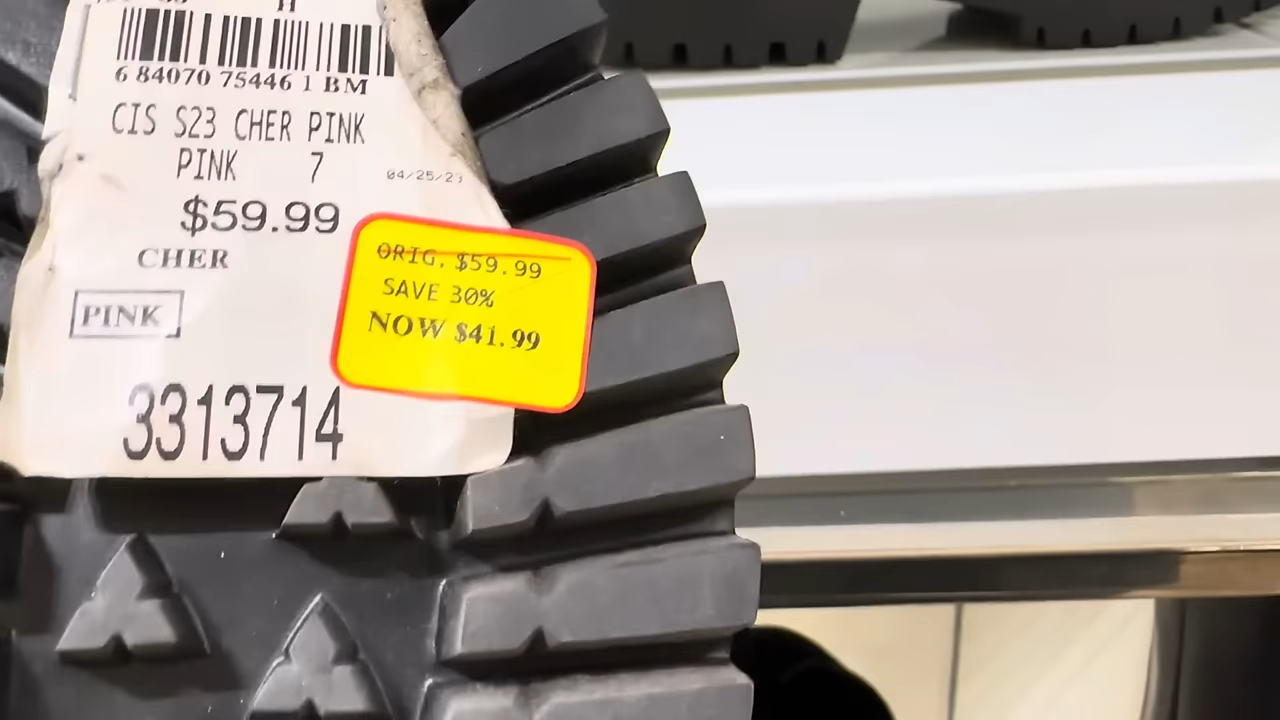 6 84070 75446 1 BM
CIS S23 CHER PINK
PINK 7
04/25/23
$59.99
CHER
PINK
3313714
ORIG. $59.99
SAVE 30%
NOW $41.99